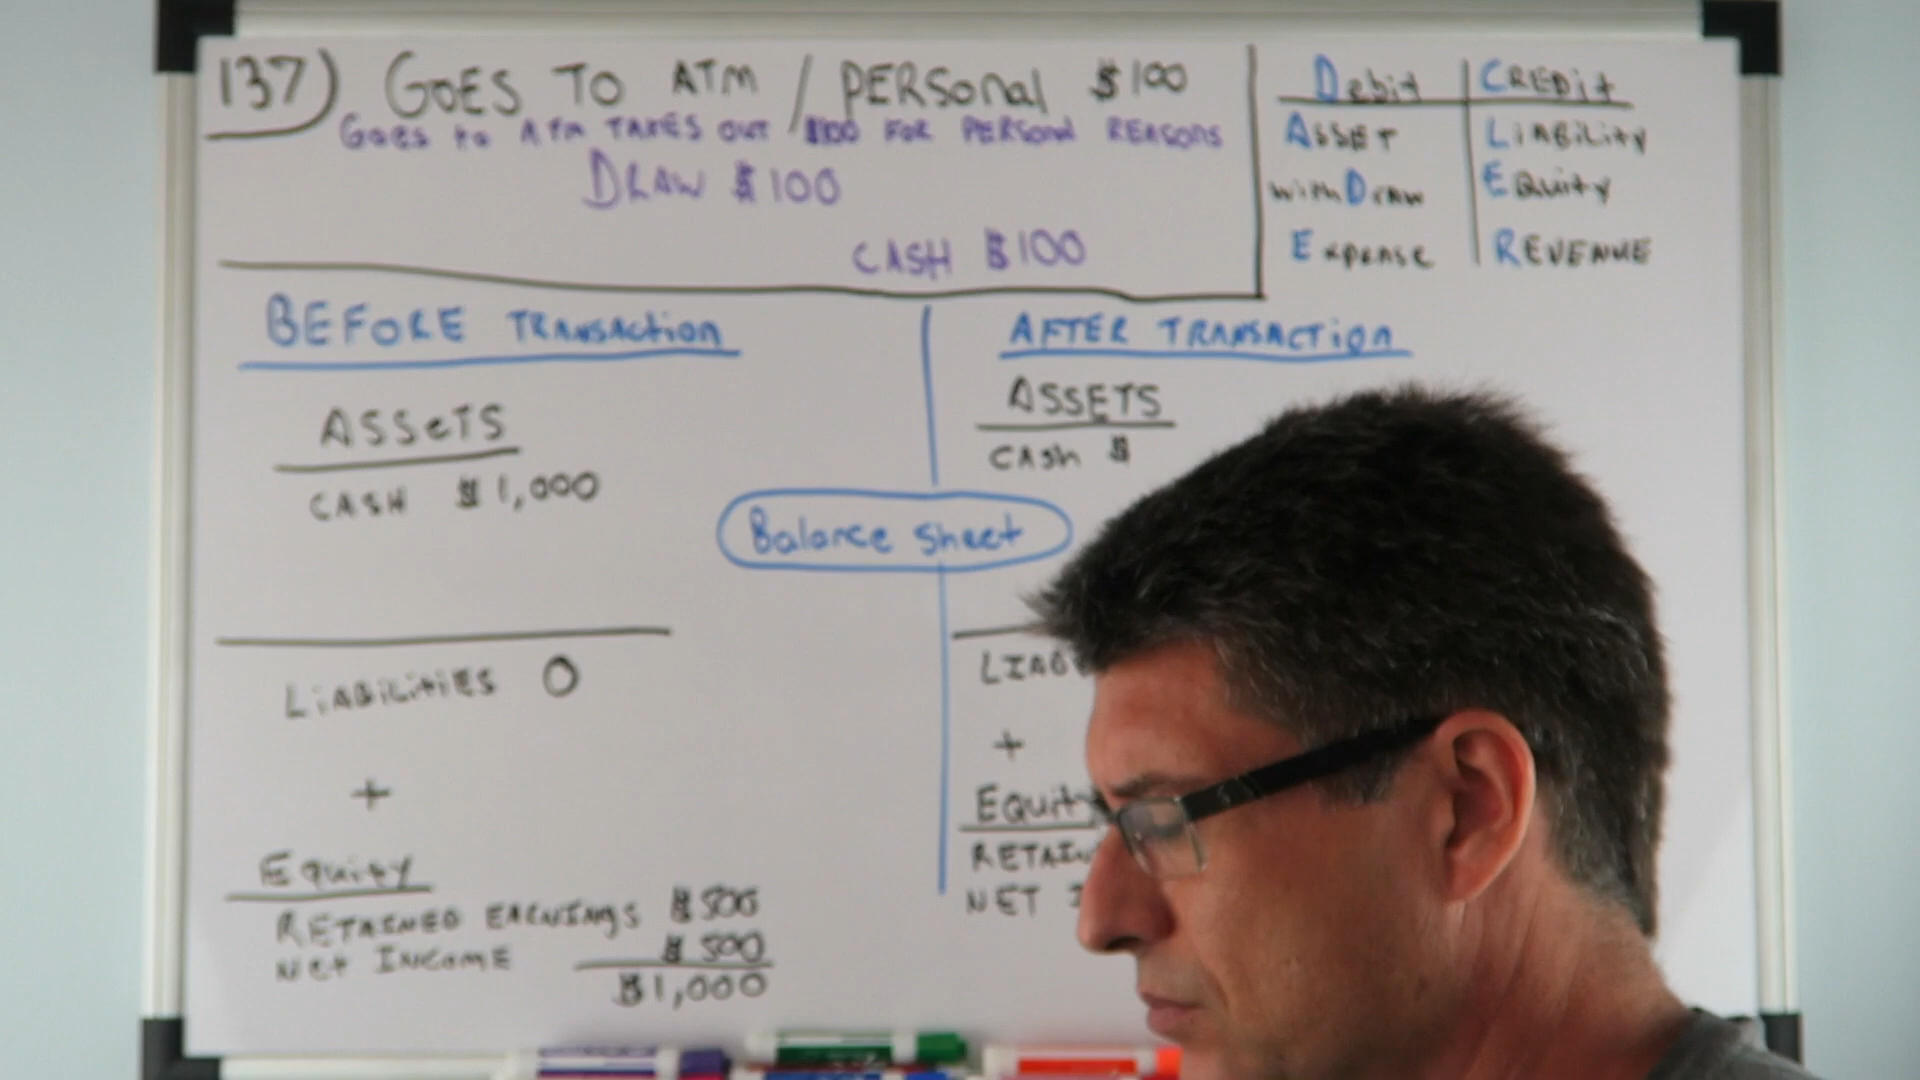 137) GOES TO ATM / PERSonal $100
Goes to ATM TAKES OUT $100 FOR PERSONAL REASONS
DRAW $100
CASH $100
Debit CREDit
ASSET LiABiLity
withDraw EQuity
Expense REVENUE
BEFORE TRANSACtion
ASSeTS
CASH $1,000
LiABiLitiES 0
+
Equity
RETAINED EARNINGS $500
Net INCOME $500
$1,000
Balance sheet
AFTER TRANSACTion
ASSETS
CASh $
LIAB
+
Equity
RETAIN
NET